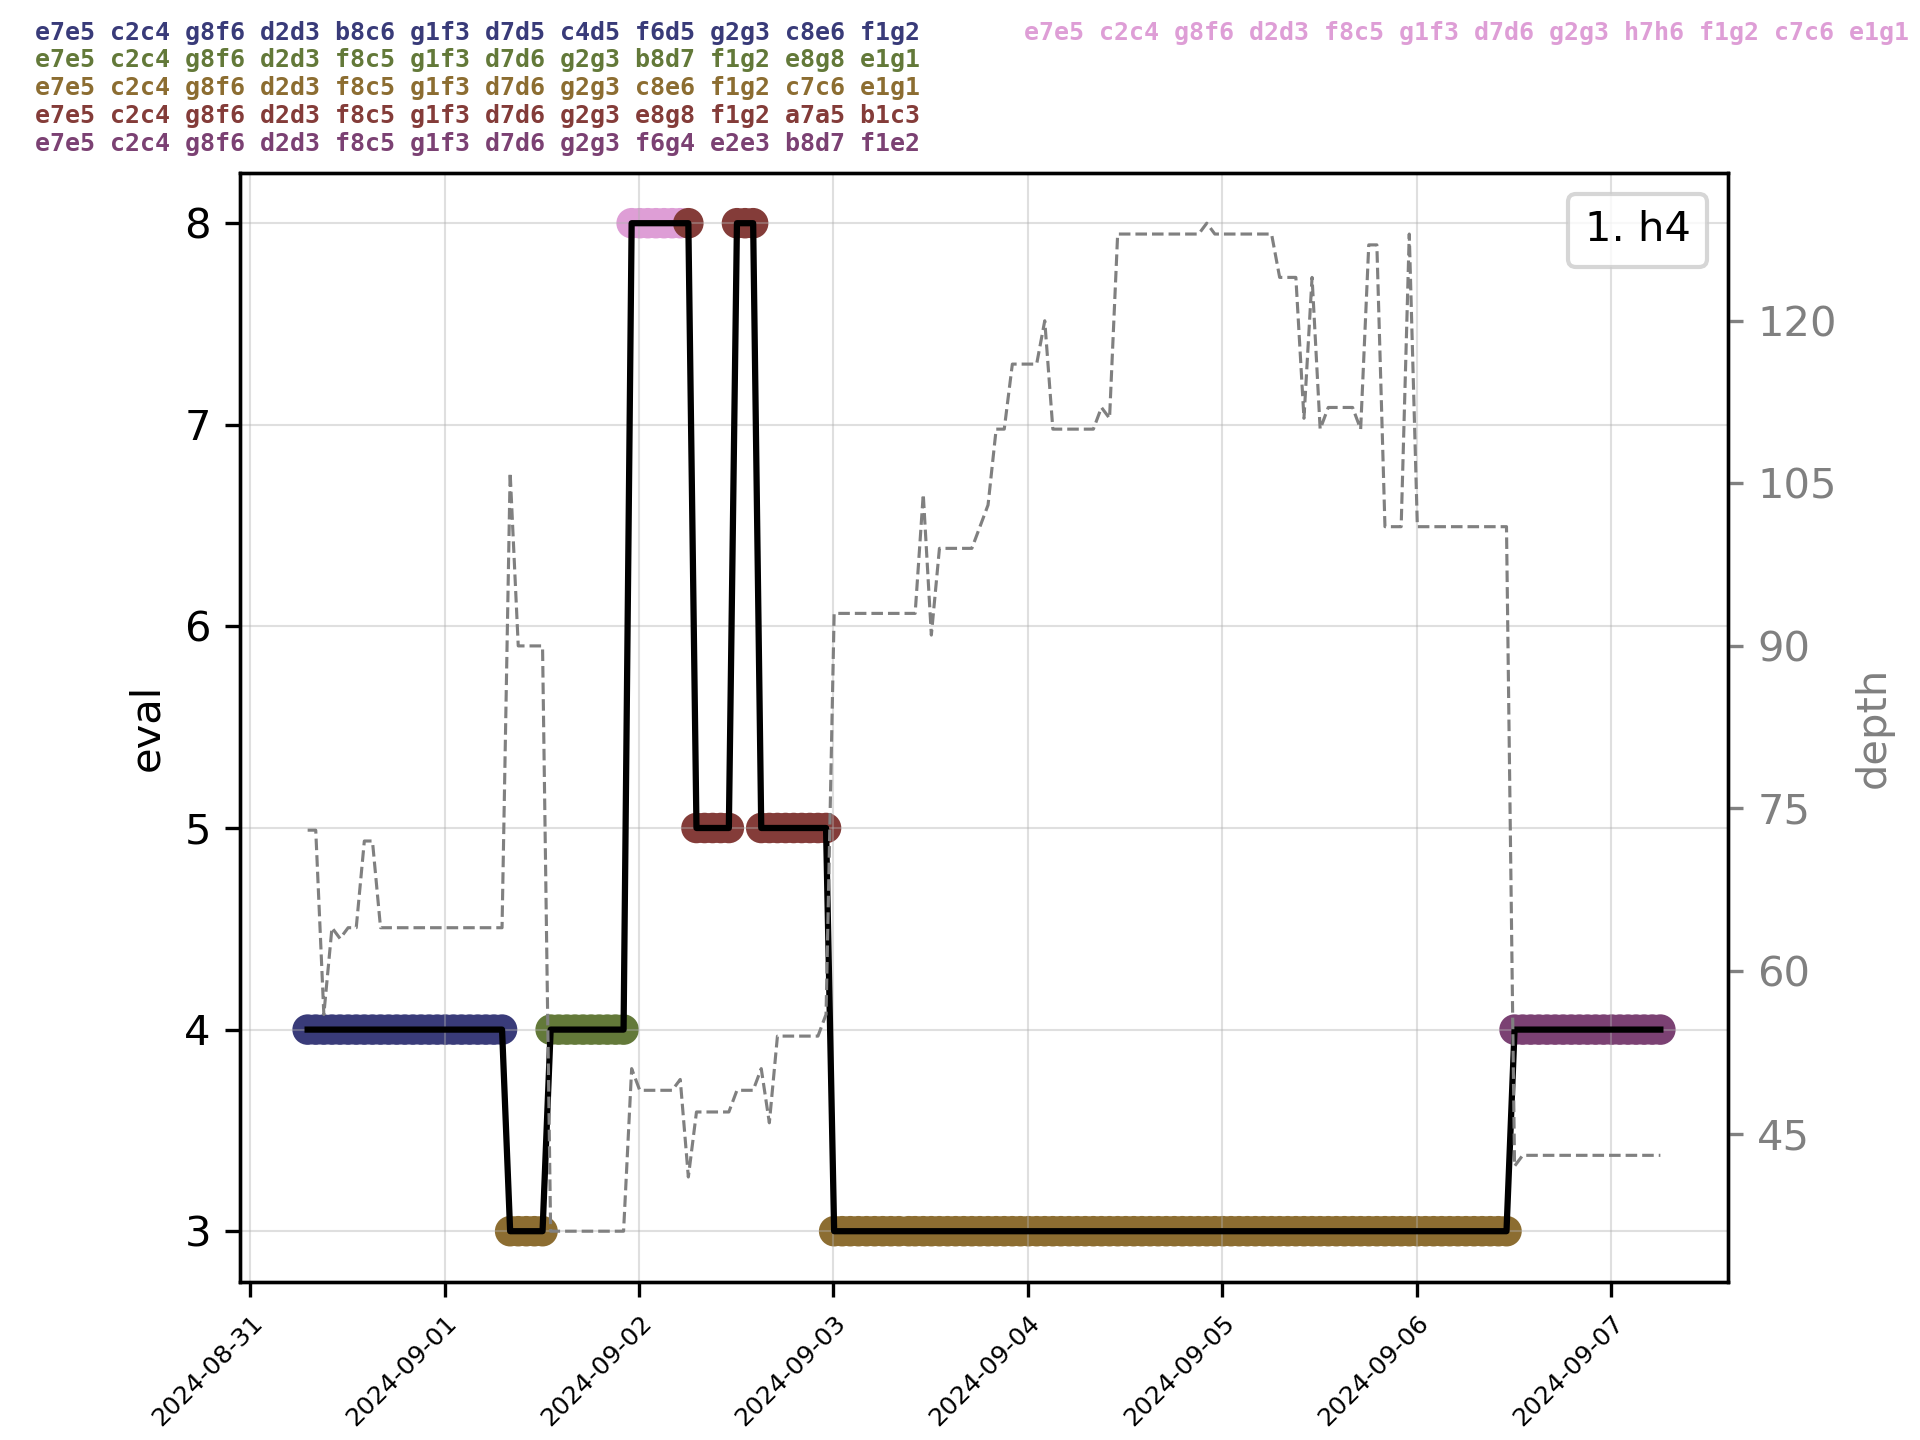 e7e5 c2c4 g8f6 d2d3 b8c6 g1f3 d7d5 c4d5 f6d5 g2g3 c8e6 f1g2
e7e5 c2c4 g8f6 d2d3 f8c5 g1f3 d7d6 g2g3 b8d7 f1g2 e8g8 e1g1
e7e5 c2c4 g8f6 d2d3 f8c5 g1f3 d7d6 g2g3 c8e6 f1g2 c7c6 e1g1
e7e5 c2c4 g8f6 d2d3 f8c5 g1f3 d7d6 g2g3 e8g8 f1g2 a7a5 b1c3
e7e5 c2c4 g8f6 d2d3 f8c5 g1f3 d7d6 g2g3 f6g4 e2e3 b8d7 f1e2
e7e5 c2c4 g8f6 d2d3 f8c5 g1f3 d7d6 g2g3 h7h6 f1g2 c7c6 e1g1
1. h4
8
7
6
5
4
3
eval
120
105
90
75
60
45
depth
2024-08-31
2024-09-01
2024-09-02
2024-09-03
2024-09-04
2024-09-05
2024-09-06
2024-09-07